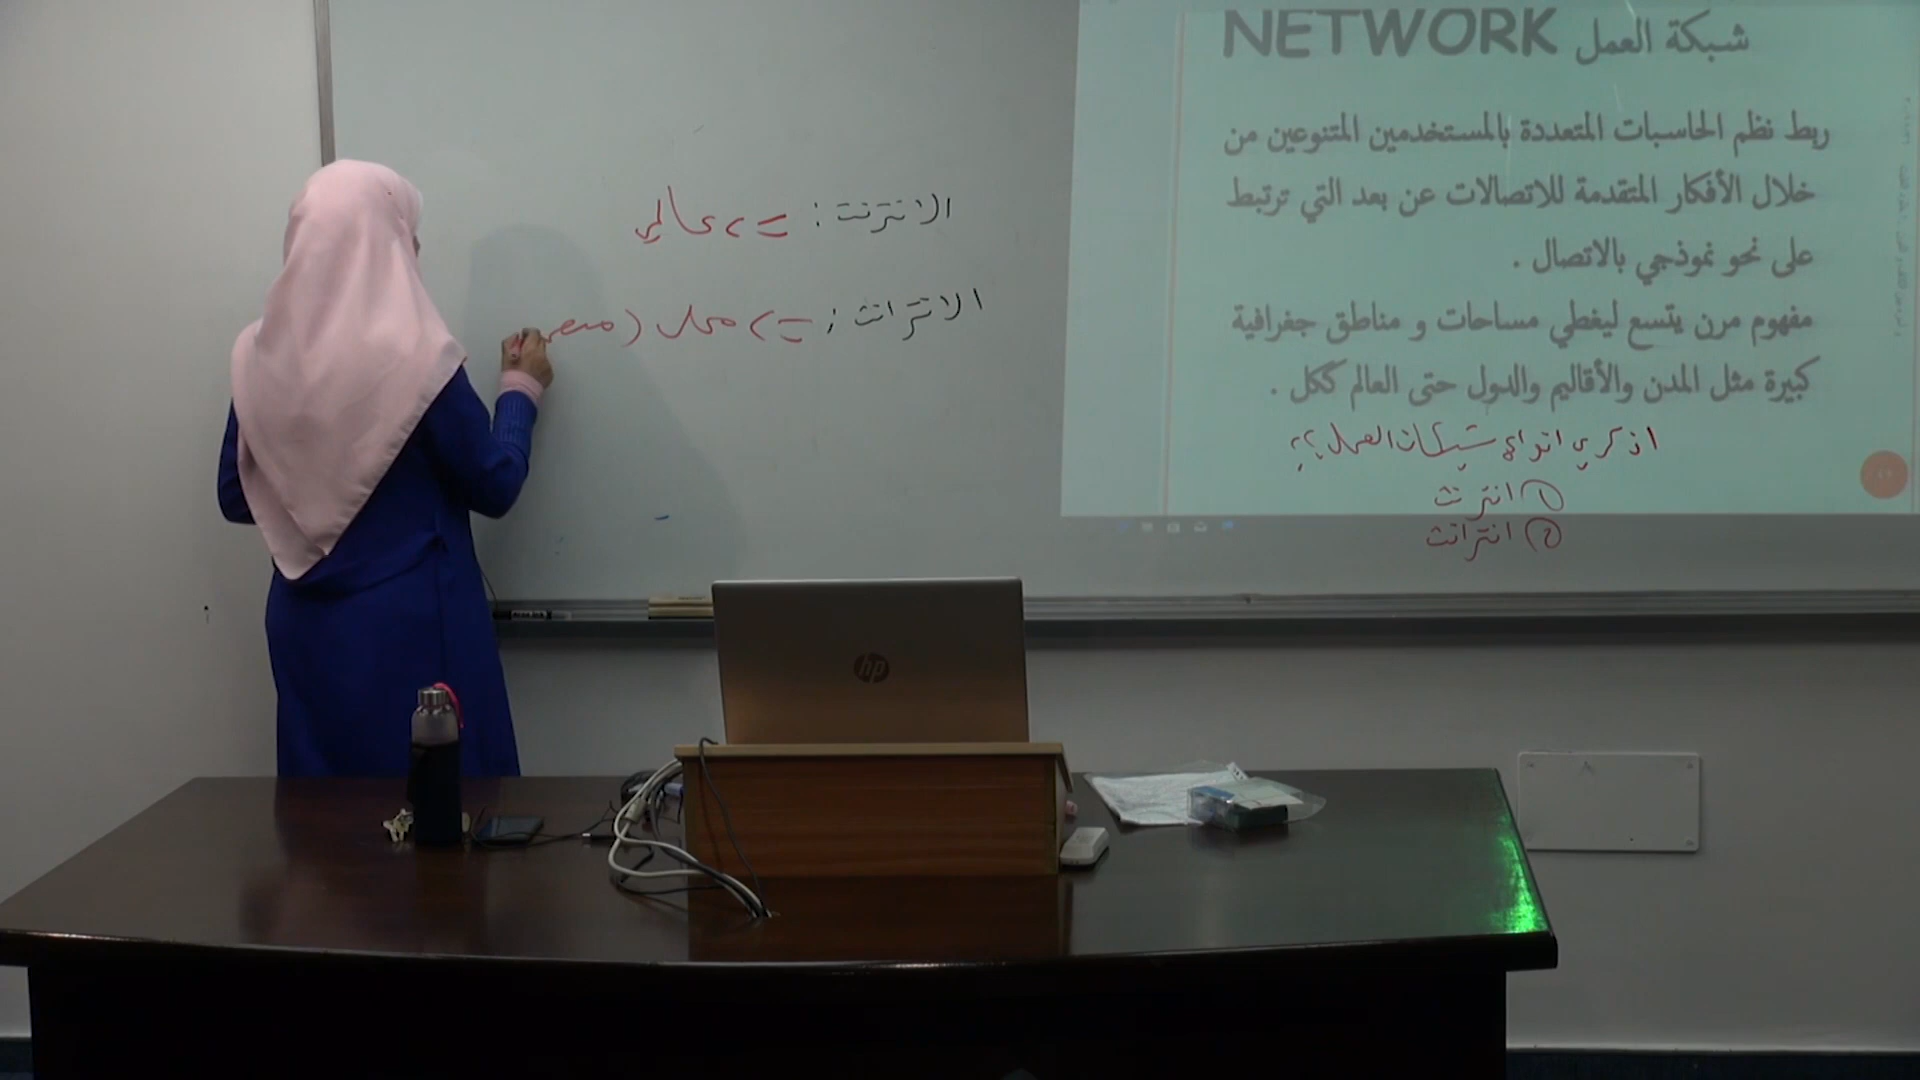 شبكة العمل NETWORK
ربط نظم الحاسبات المتعددة بالمستخدمين المتنوعين من
خلال الأفكار المتقدمة للاتصالات عن بعد التي ترتبط
على نحو نموذجي بالاتصال .
مفهوم مرن يتسع ليغطي مساحات و مناطق جغرافية
كبيرة مثل المدن والأقاليم والدول حتى العالم ككل .
اذكري انواع شبكات العمل ؟؟
① انترنت
② انترانت
الانترنت : => عالمي
الانترانت : => محلي (
hp